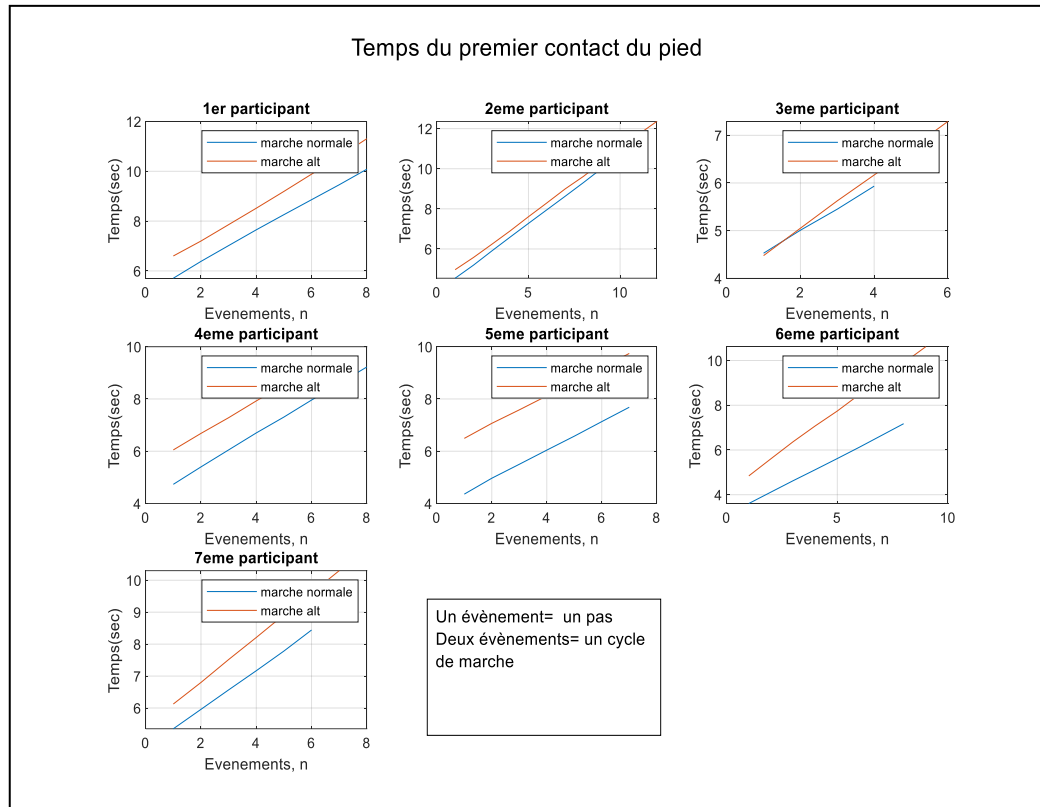 Temps du premier contact du pied
1er participant
12
10
8
6
Temps(sec)
marche normale
marche alt
0 2 4 6 8
Evenements, n
2eme participant
12
10
8
6
Temps(sec)
marche normale
marche alt
0 5 10
Evenements, n
3eme participant
7
6
5
4
Temps(sec)
marche normale
marche alt
0 2 4 6
Evenements, n
4eme participant
10
8
6
4
Temps(sec)
marche normale
marche alt
0 2 4 6 8
Evenements, n
5eme participant
10
8
6
4
Temps(sec)
marche normale
marche alt
0 2 4 6 8
Evenements, n
6eme participant
10
8
6
4
Temps(sec)
marche normale
marche alt
0 5 10
Evenements, n
7eme participant
10
9
8
7
6
Temps(sec)
marche normale
marche alt
0 2 4 6 8
Evenements, n
Un évènement= un pas
Deux évènements= un cycle
de marche